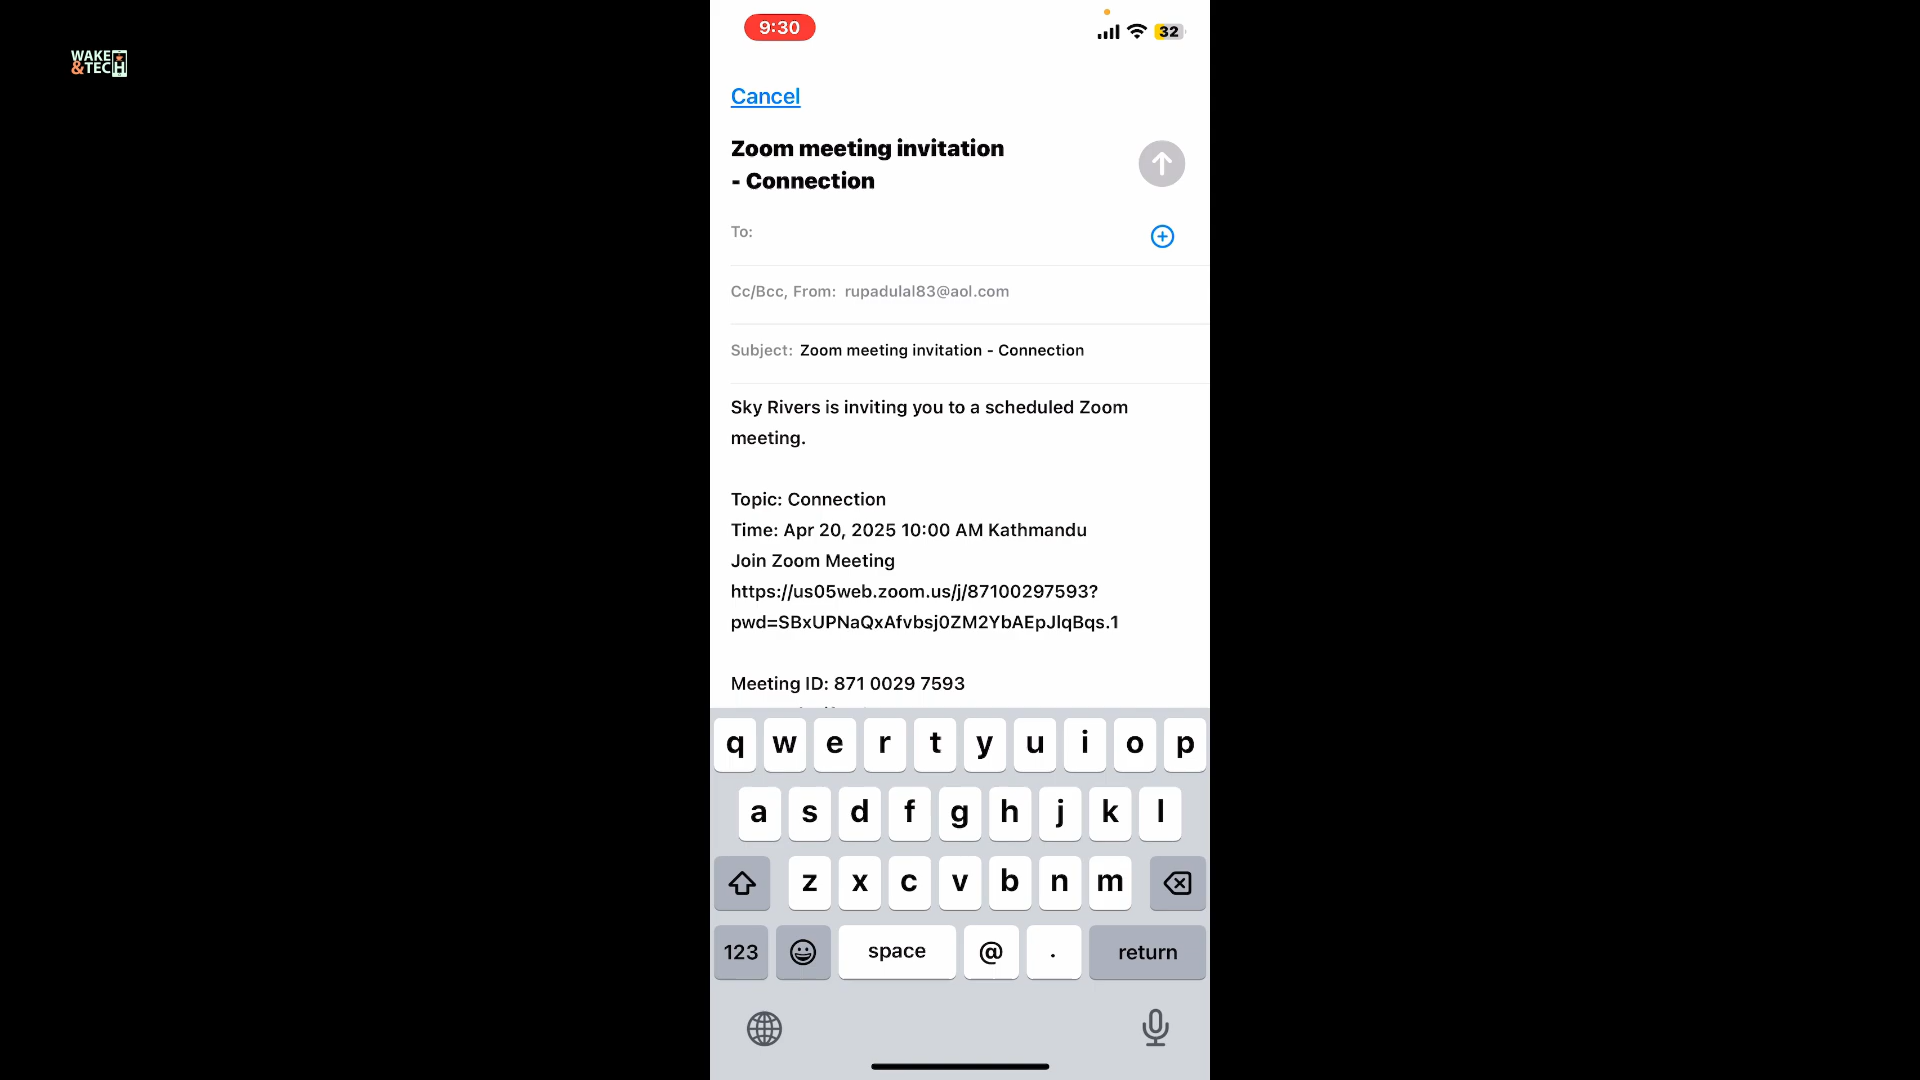 WAKE
&TECH
9:30
32
Cancel
Zoom meeting invitation
- Connection
To:
Cc/Bcc, From: rupadulal83@aol.com
Subject: Zoom meeting invitation - Connection
Sky Rivers is inviting you to a scheduled Zoom
meeting.
Topic: Connection
Time: Apr 20, 2025 10:00 AM Kathmandu
Join Zoom Meeting
https://us05web.zoom.us/j/87100297593?
pwd=SBxUPNaQxAfvbsj0ZM2YbAEpJlqBqs.1
Meeting ID: 871 0029 7593
q w e r t y u i o p
a s d f g h j k l
z x c v b n m
123 space @ . return